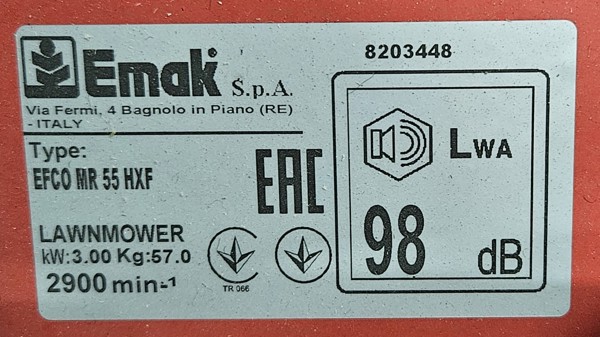 8203448
Emak S.p.A.
Via Fermi, 4 Bagnolo in Piano (RE)
- ITALY
Type:
EFCO MR 55 HXF
EAC
LAWNMOWER
kW:3.00 Kg:57.0
2900 min-¹
TR 066
LWA
98 dB